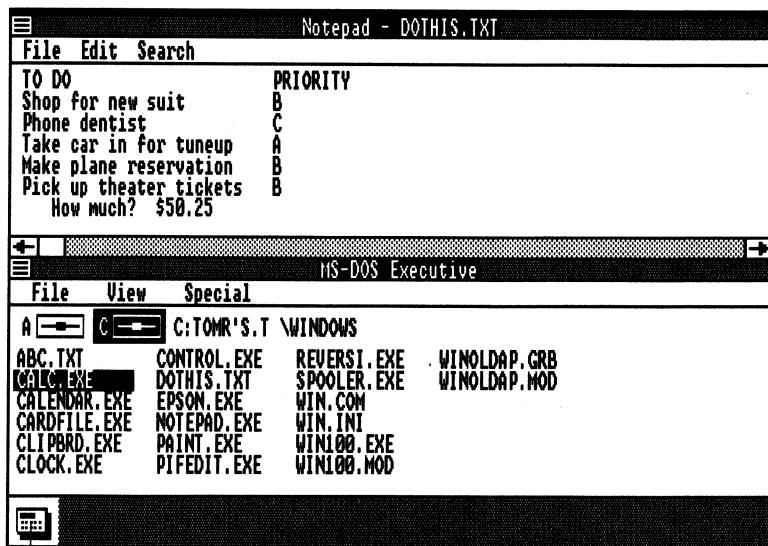 Notepad - DOTHIS.TXT
File Edit Search
TO DO PRIORITY
Shop for new suit B
Phone dentist C
Take car in for tuneup A
Make plane reservation B
Pick up theater tickets B
How much? $50.25
MS-DOS Executive
File View Special
A C C:TOMR'S.T \WINDOWS
ABC.TXT CONTROL.EXE REVERSI.EXE WINOLDAP.GRB
CALC.EXE DOTHIS.TXT SPOOLER.EXE WINOLDAP.MOD
CALENDAR.EXE EPSON.EXE WIN.COM
CARDFILE.EXE NOTEPAD.EXE WIN.INI
CLIPBRD.EXE PAINT.EXE WIN100.EXE
CLOCK.EXE PIFEDIT.EXE WIN100.MOD